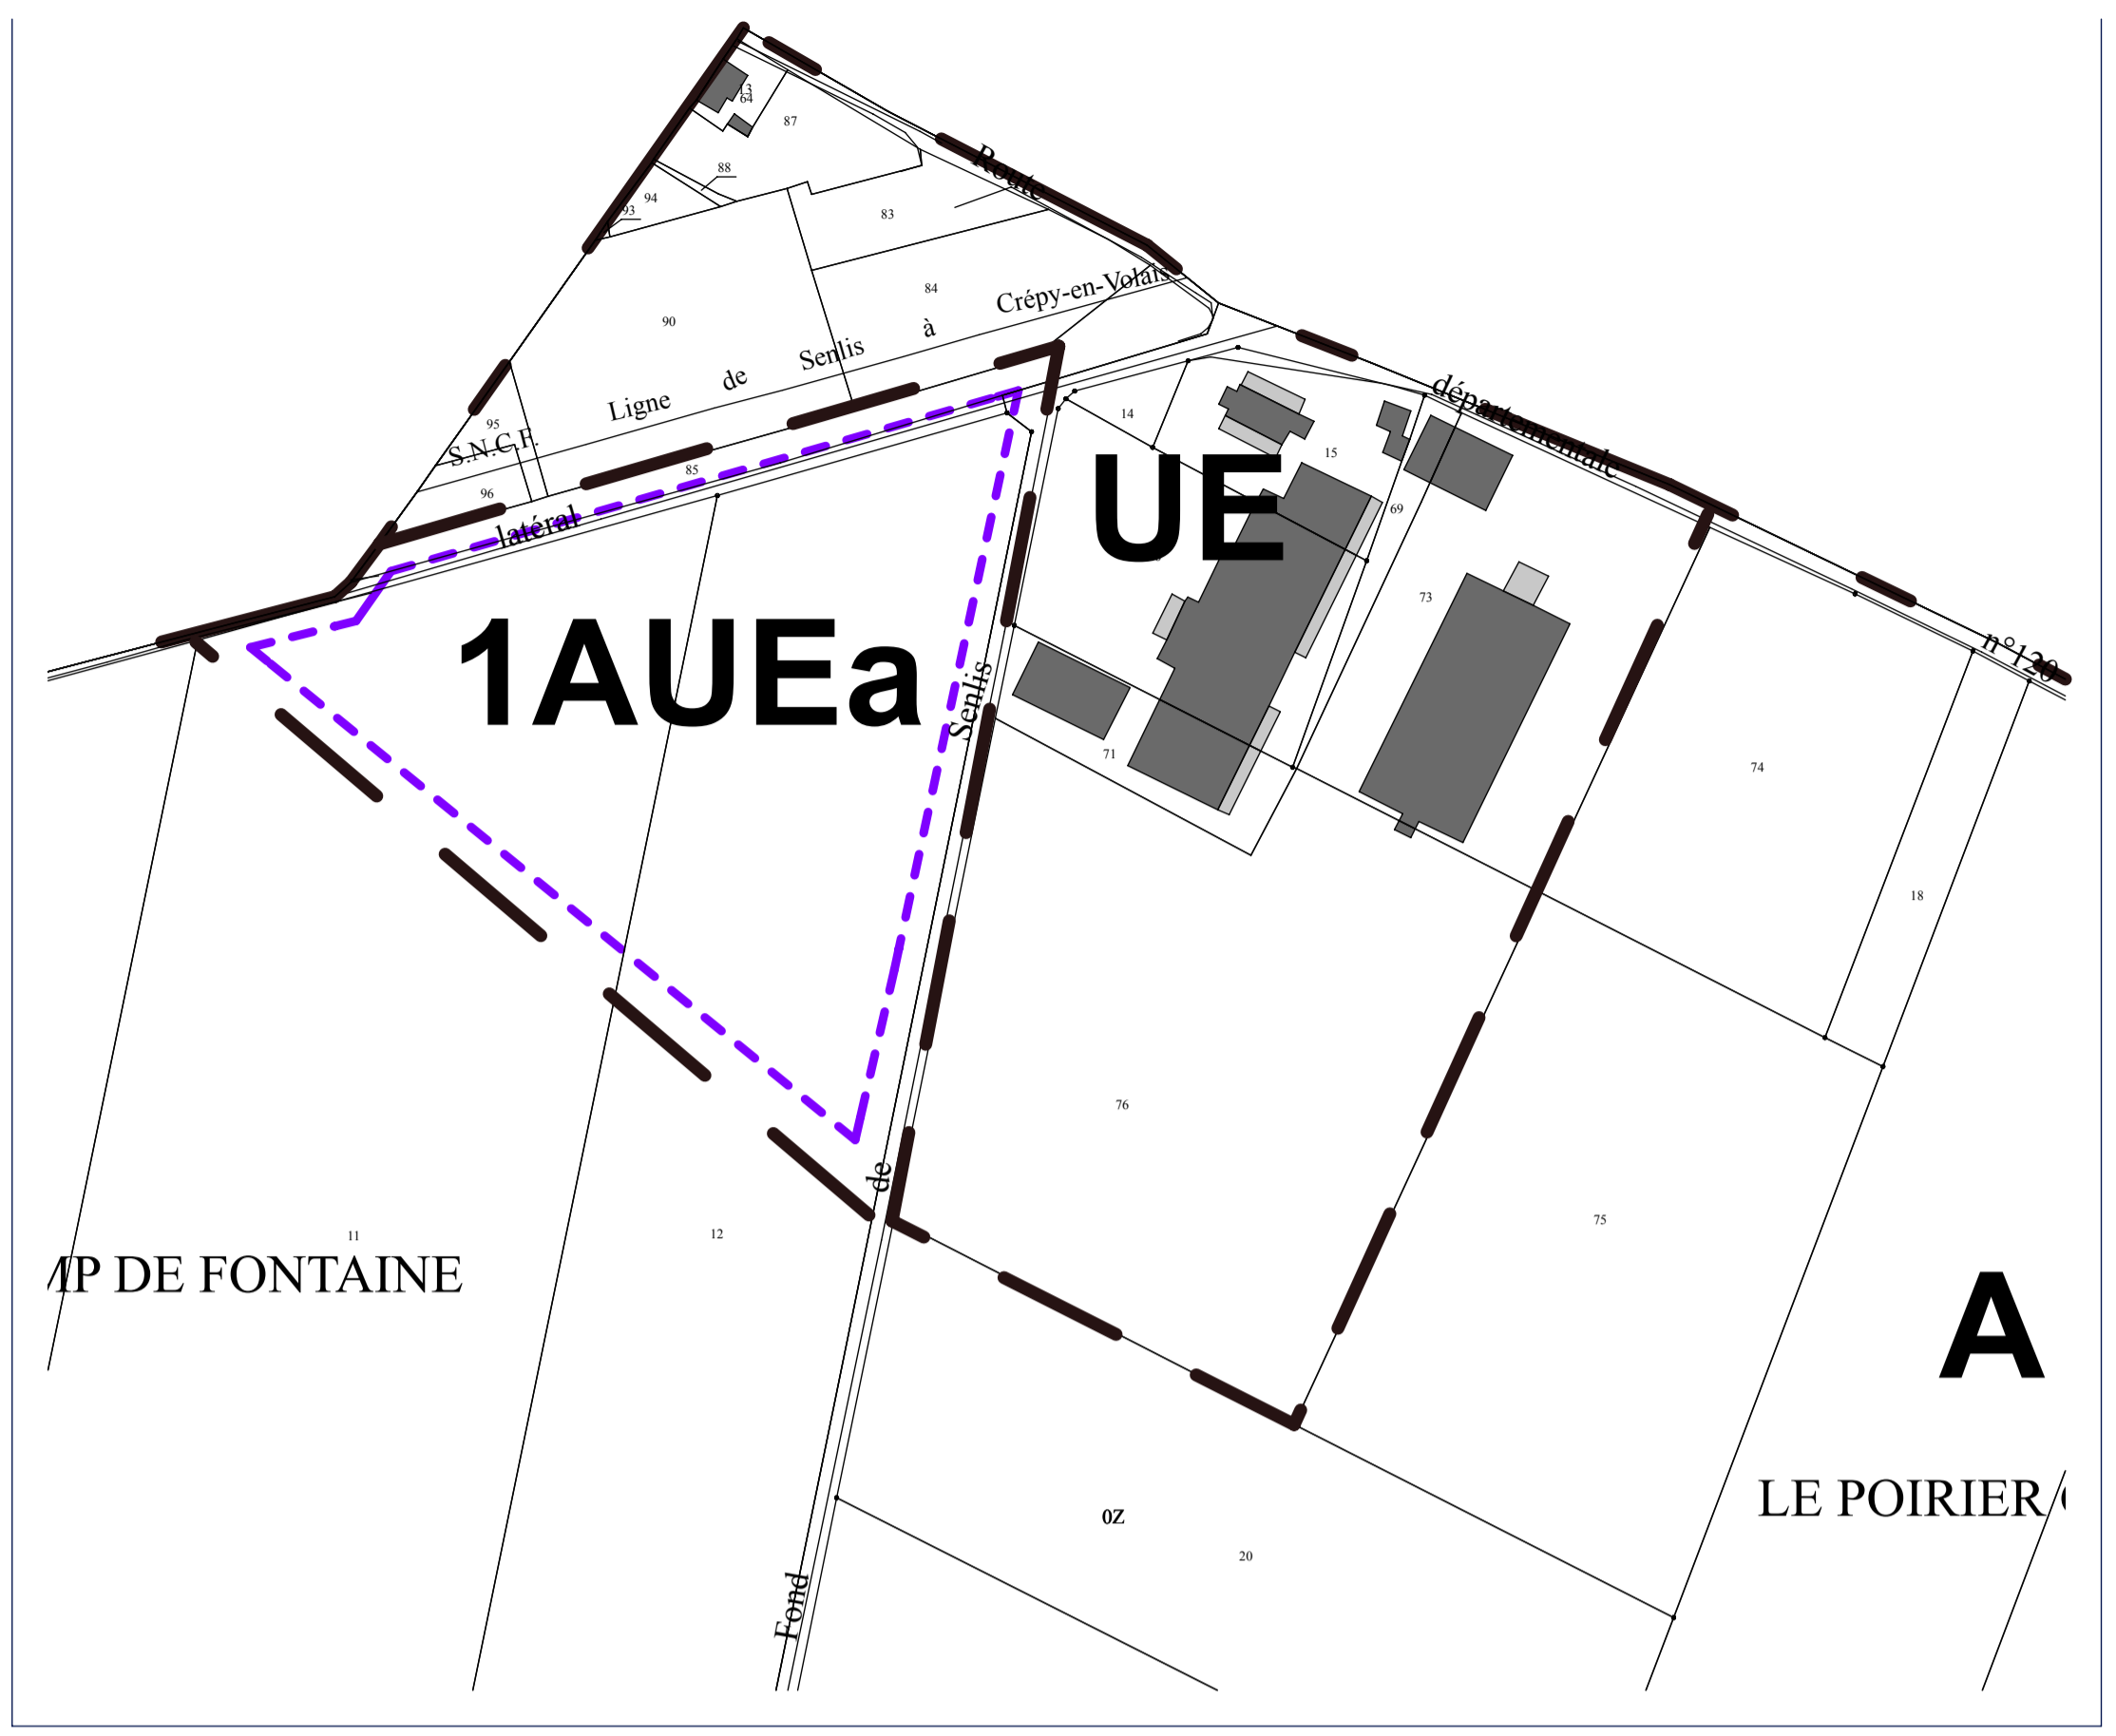 13
64
87
88
94
93
83
Route
84
90
Ligne de Senlis à Crépy-en-Volais
95
S.N.C.F.
96
85
latéral
14
15
départementale
69
UE
1AUEa
73
n°120
Senlis
71
74
18
76
de
75
11
12
MP DE FONTAINE
A
LE POIRIER
0Z
20
Fond